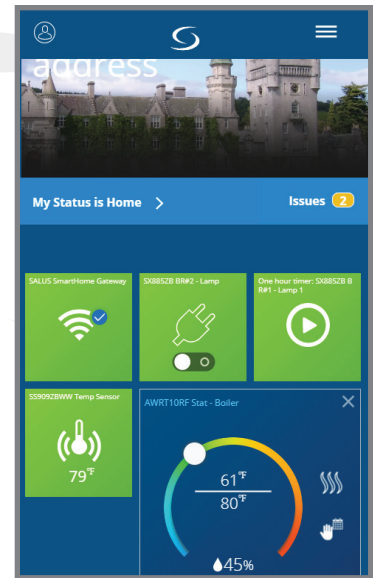 address
My Status is Home
Issues 2
SALUS SmartHome Gateway
SX885ZB BR#2 - Lamp
One hour timer: SX885ZB B
R#1 - Lamp 1
SS909ZBWW Temp Sensor
79°F
AWRT10RF Stat - Boiler
61°F
80°F
45%